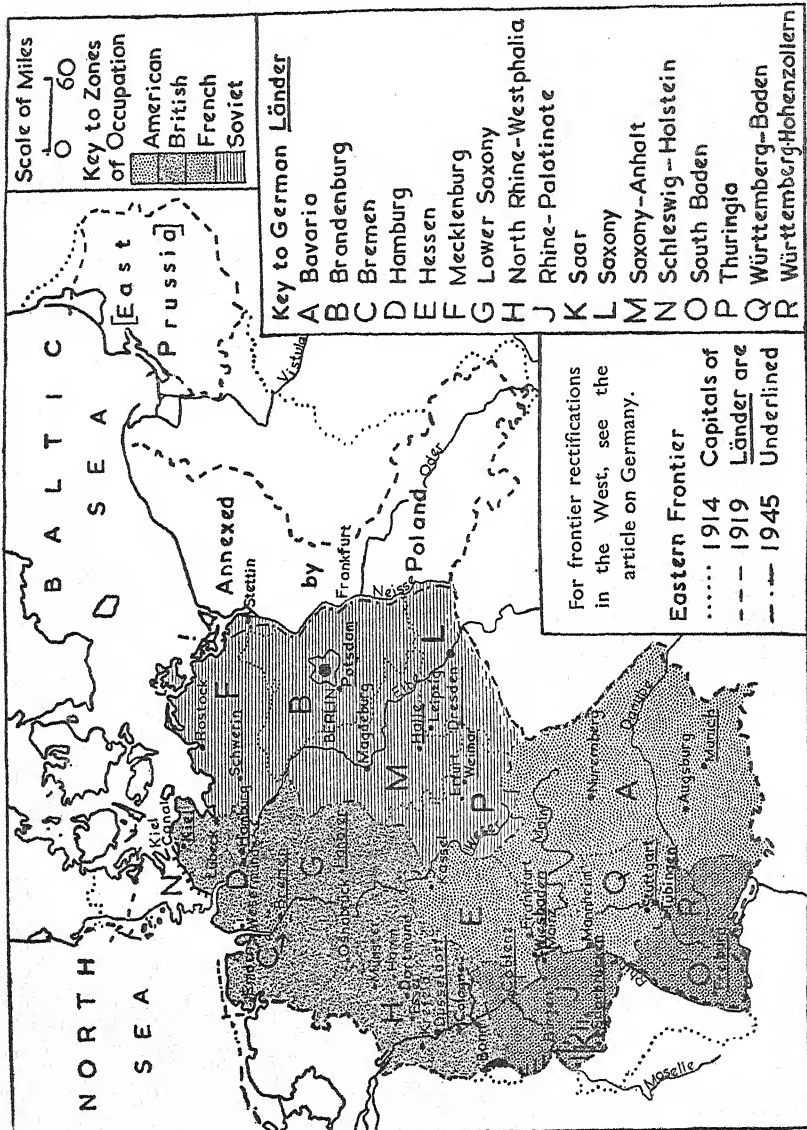 Scale of Miles
0 60
Key to Zones
of Occupation
American
British
French
Soviet
Key to German Länder
A Bavaria
B Brandenburg
C Bremen
D Hamburg
E Hessen
F Mecklenburg
G Lower Saxony
H North Rhine-Westphalia
J Rhine-Palatinate
K Saar
L Saxony
M Saxony-Anhalt
N Schleswig-Holstein
O South Baden
P Thuringia
Q Württemberg-Baden
R Württemberg-Hohenzollern
For frontier rectifications
in the West, see the
article on Germany.
Eastern Frontier
1914
1919
1945
Capitals of
Länder are
Underlined
NORTH
SEA
BALTIC
SEA
[East
Prussia]
Vistula
Annexed
by
Poland
Oder
Neisse
Frankfurt
Stettin
N
Kiel
Canal
Kiel
Lübeck
Rostock
Schwerin
F
D
Hamburg
Emden
C
Bremen
G
Hanover
Osnabrück
Münster
B
BERLIN
Potsdam
Magdeburg
M
Elbe
L
Halle
Leipzig
Dresden
Erfurt
Weimar
P
Kassel
H
Hamm
Essen
Dortmund
Krefeld
Düsseldorf
Cologne
Bonn
Coblenz
E
Frankfurt
Wiesbaden
Mainz
Main
Mannheim
J
Trier
K
Saarbrücken
Moselle
Q
Stuttgart
Tübingen
R
O
Freiburg
A
Nuremberg
Danube
Augsburg
Munich